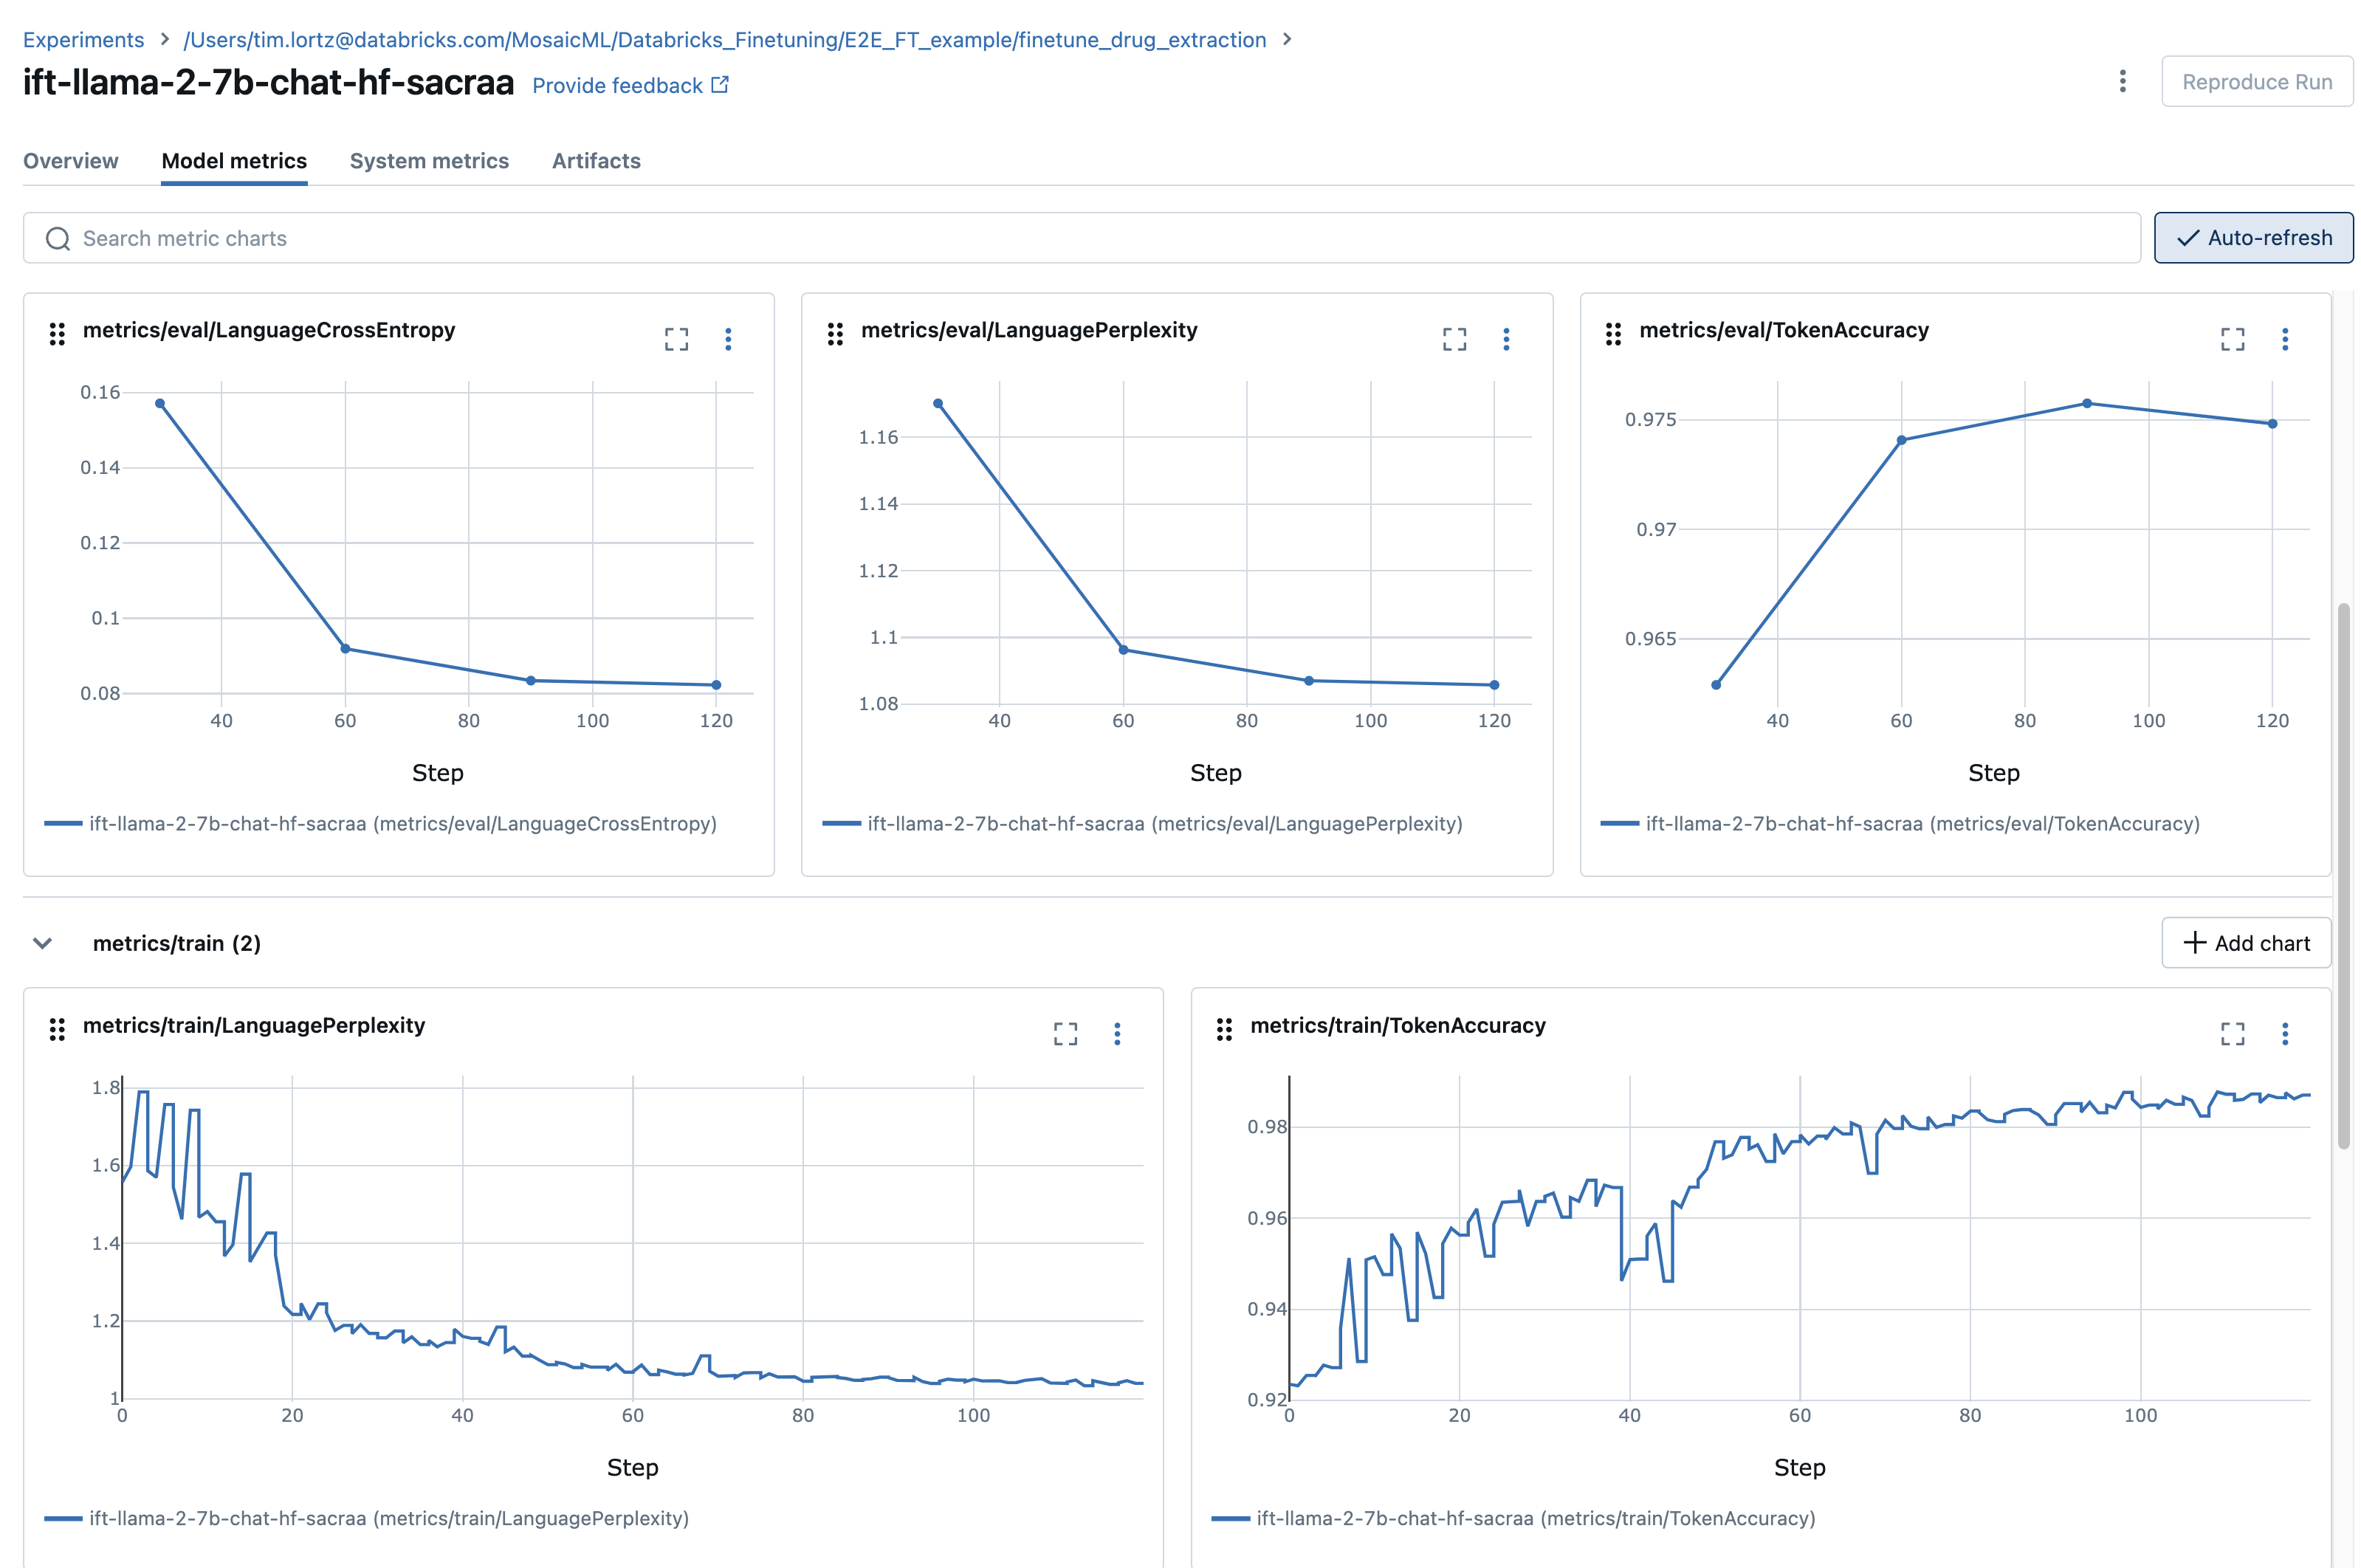 Experiments > /Users/tim.lortz@databricks.com/MosaicML/Databricks_Finetuning/E2E_FT_example/finetune_drug_extraction >
ift-llama-2-7b-chat-hf-sacraa Provide feedback
Reproduce Run
Overview Model metrics System metrics Artifacts
Search metric charts
Auto-refresh
metrics/eval/LanguageCrossEntropy
0.16
0.14
0.12
0.1
0.08
40 60 80 100 120
Step
ift-llama-2-7b-chat-hf-sacraa (metrics/eval/LanguageCrossEntropy)
metrics/eval/LanguagePerplexity
1.16
1.14
1.12
1.1
1.08
40 60 80 100 120
Step
ift-llama-2-7b-chat-hf-sacraa (metrics/eval/LanguagePerplexity)
metrics/eval/TokenAccuracy
0.975
0.97
0.965
40 60 80 100 120
Step
ift-llama-2-7b-chat-hf-sacraa (metrics/eval/TokenAccuracy)
metrics/train (2)
Add chart
metrics/train/LanguagePerplexity
1.8
1.6
1.4
1.2
1
0 20 40 60 80 100
Step
ift-llama-2-7b-chat-hf-sacraa (metrics/train/LanguagePerplexity)
metrics/train/TokenAccuracy
0.98
0.96
0.94
0.92
0 20 40 60 80 100
Step
ift-llama-2-7b-chat-hf-sacraa (metrics/train/TokenAccuracy)